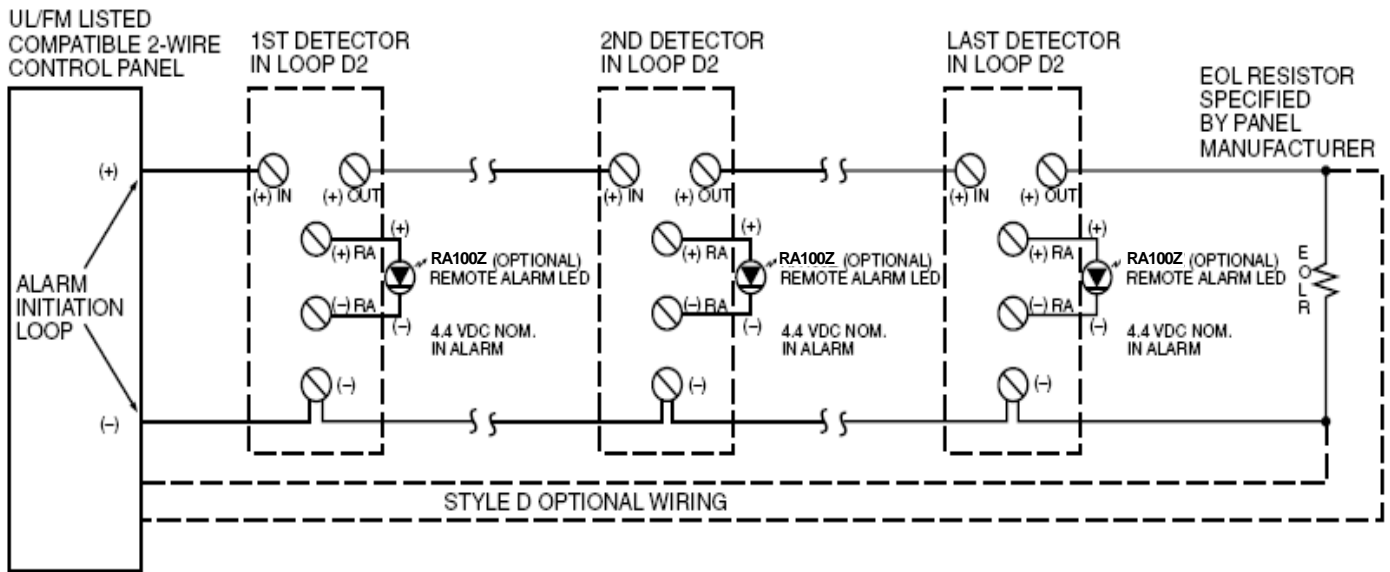 UL/FM LISTED
COMPATIBLE 2-WIRE
CONTROL PANEL
1ST DETECTOR
IN LOOP D2
2ND DETECTOR
IN LOOP D2
LAST DETECTOR
IN LOOP D2
EOL RESISTOR
SPECIFIED
BY PANEL
MANUFACTURER
(+)
(+) IN
(+) OUT
(+) IN
(+) OUT
(+) IN
(+) OUT
ALARM
INITIATION
LOOP
(+)
(+) RA
RA100Z (OPTIONAL)
REMOTE ALARM LED
(–) RA
(–)
4.4 VDC NOM.
IN ALARM
(–)
(+)
(+) RA
RA100Z (OPTIONAL)
REMOTE ALARM LED
(–) RA
(–)
4.4 VDC NOM.
IN ALARM
(–)
(+)
(+) RA
RA100Z (OPTIONAL)
REMOTE ALARM LED
(–) RA
(–)
4.4 VDC NOM.
IN ALARM
(–)
E
O
L
R
(–)
STYLE D OPTIONAL WIRING